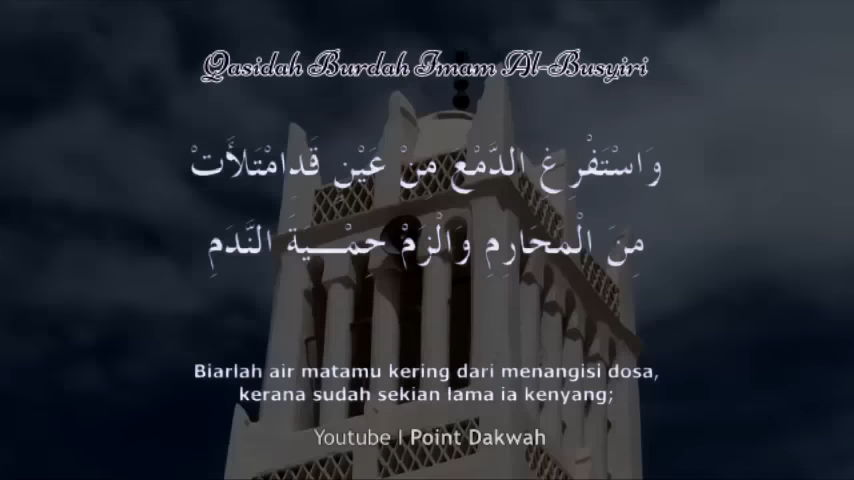 Qasidah Burdah Imam Al-Busyiri
وَاسْتَفْرِغِ الدَّمْعَ مِنْ عَيْنٍ قَدِامْتَلَأَتْ
مِنَ الْمَحَارِمِ وَالْزَمْ حِمْـــيَةَ النَّدَمِ
Biarlah air matamu kering dari menangisi dosa,
kerana sudah sekian lama ia kenyang;
Youtube | Point Dakwah